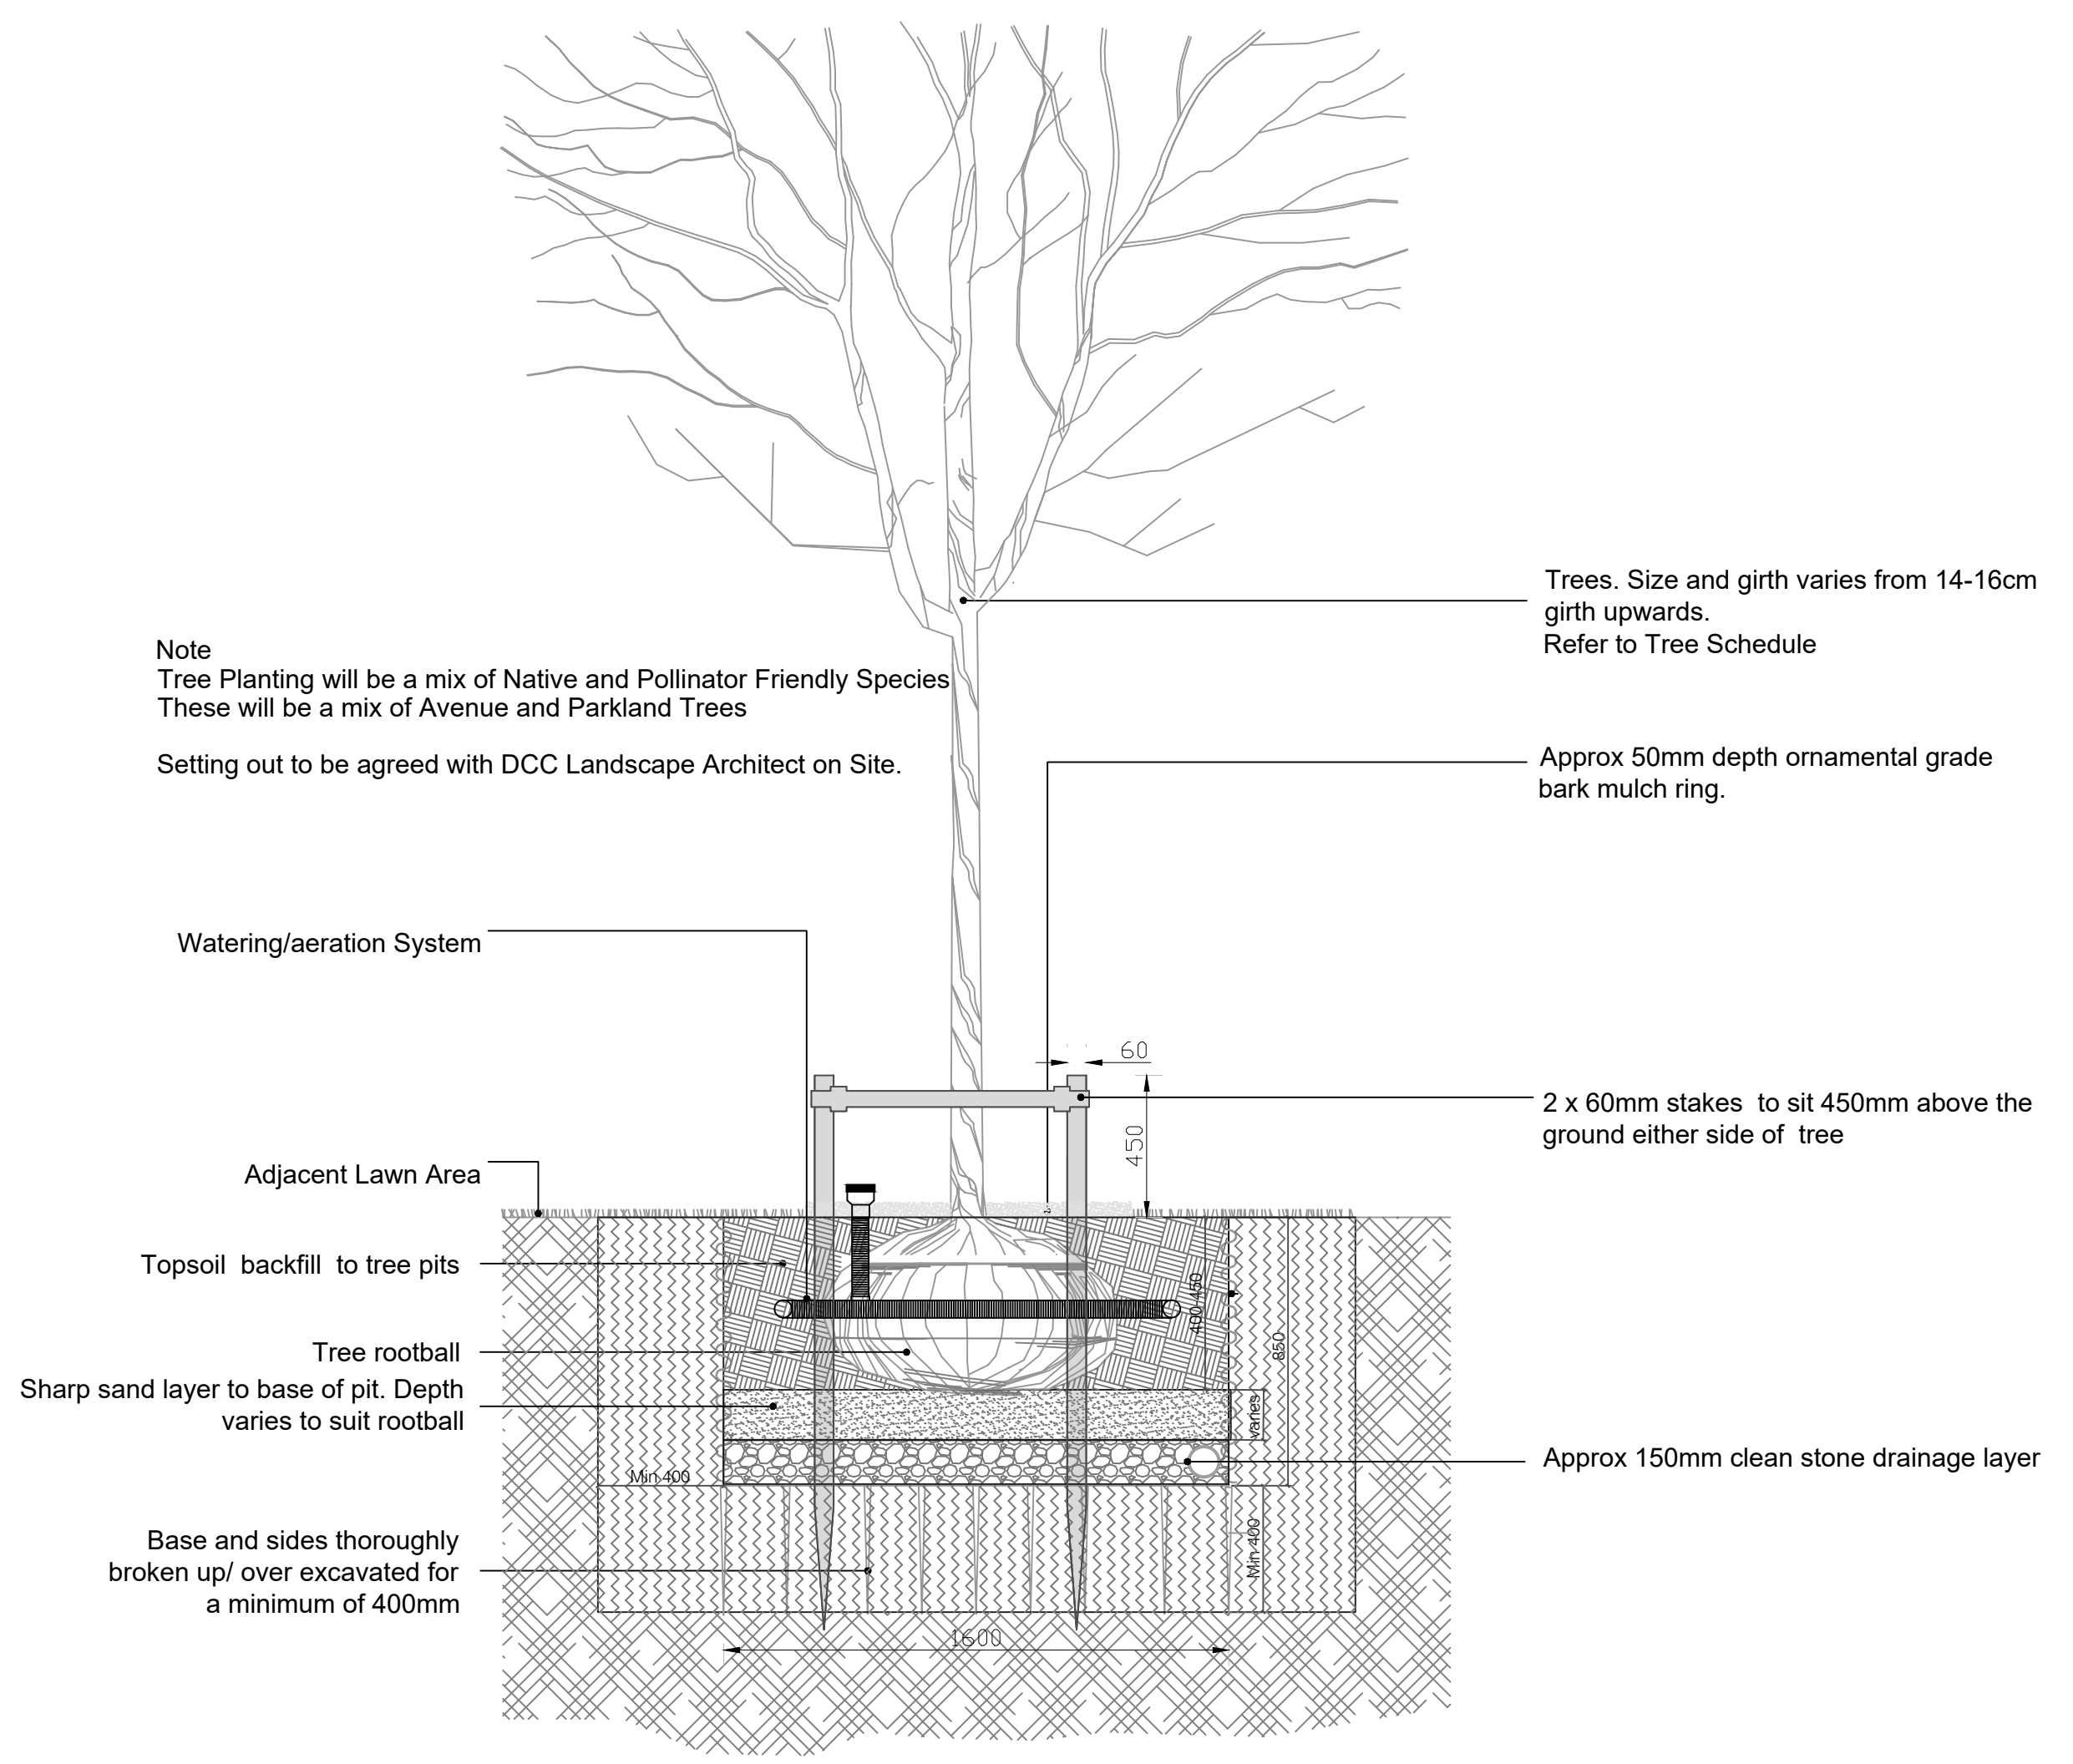 Trees. Size and girth varies from 14-16cm
girth upwards.
Refer to Tree Schedule
Note
Tree Planting will be a mix of Native and Pollinator Friendly Species
These will be a mix of Avenue and Parkland Trees
Setting out to be agreed with DCC Landscape Architect on Site.
Approx 50mm depth ornamental grade
bark mulch ring.
Watering/aeration System
60
2 x 60mm stakes to sit 450mm above the
ground either side of tree
450
Adjacent Lawn Area
Topsoil backfill to tree pits
400-450
850
Tree rootball
Sharp sand layer to base of pit. Depth
varies to suit rootball
varies
Approx 150mm clean stone drainage layer
Min 400
Base and sides thoroughly
broken up/ over excavated for
a minimum of 400mm
Min 400
1600